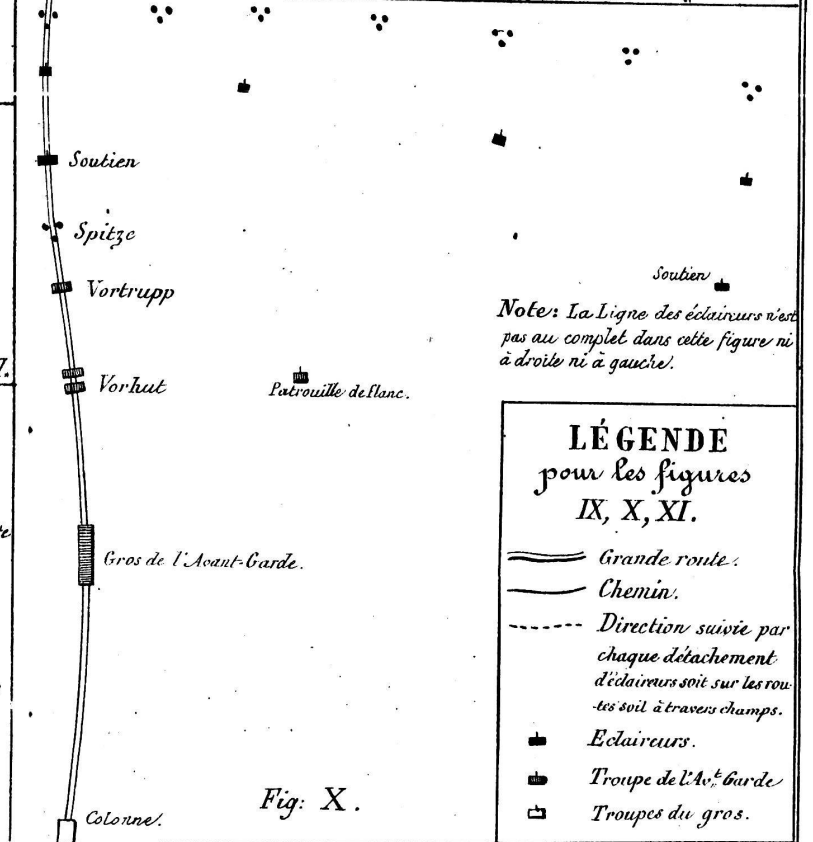 Soutien
Spitze
Vortrupp
Soutien
Note: La Ligne des éclaireurs n'est
pas au complet dans cette figure ni
à droite ni à gauche.
Vorhut
Patrouille de flanc.
LÉGENDE
pour les figures
IX, X, XI.
Gros de l'Avant-Garde.
Grande route.
Chemin.
Direction suivie par
chaque détachement
d'éclaireurs soit sur les rou-
-tes soit à travers champs.
Eclaireurs.
Troupe de l'Avt. Garde
Troupes du gros.
Fig: X.
Colonne.